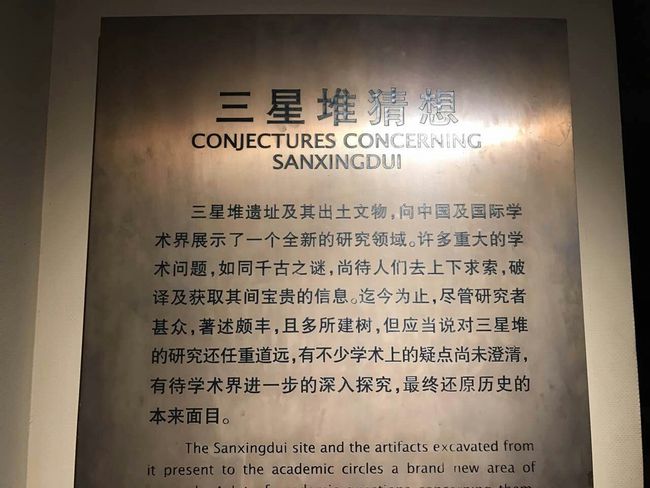 三星堆猜想
CONJECTURES CONCERNING
SANXINGDUI
三星堆遗址及其出土文物,向中国及国际学
术界展示了一个全新的研究领域。许多重大的学
术问题,如同千古之谜,尚待人们去上下求索,破
译及获取其间宝贵的信息。迄今为止,尽管研究者
甚众,著述颇丰,且多所建树,但应当说对三星堆
的研究还任重道远,有不少学术上的疑点尚未澄清,
有待学术界进一步的深入探究,最终还原历史的
本来面目。
The Sanxingdui site and the artifacts excavated from
it present to the academic circles a brand new area of